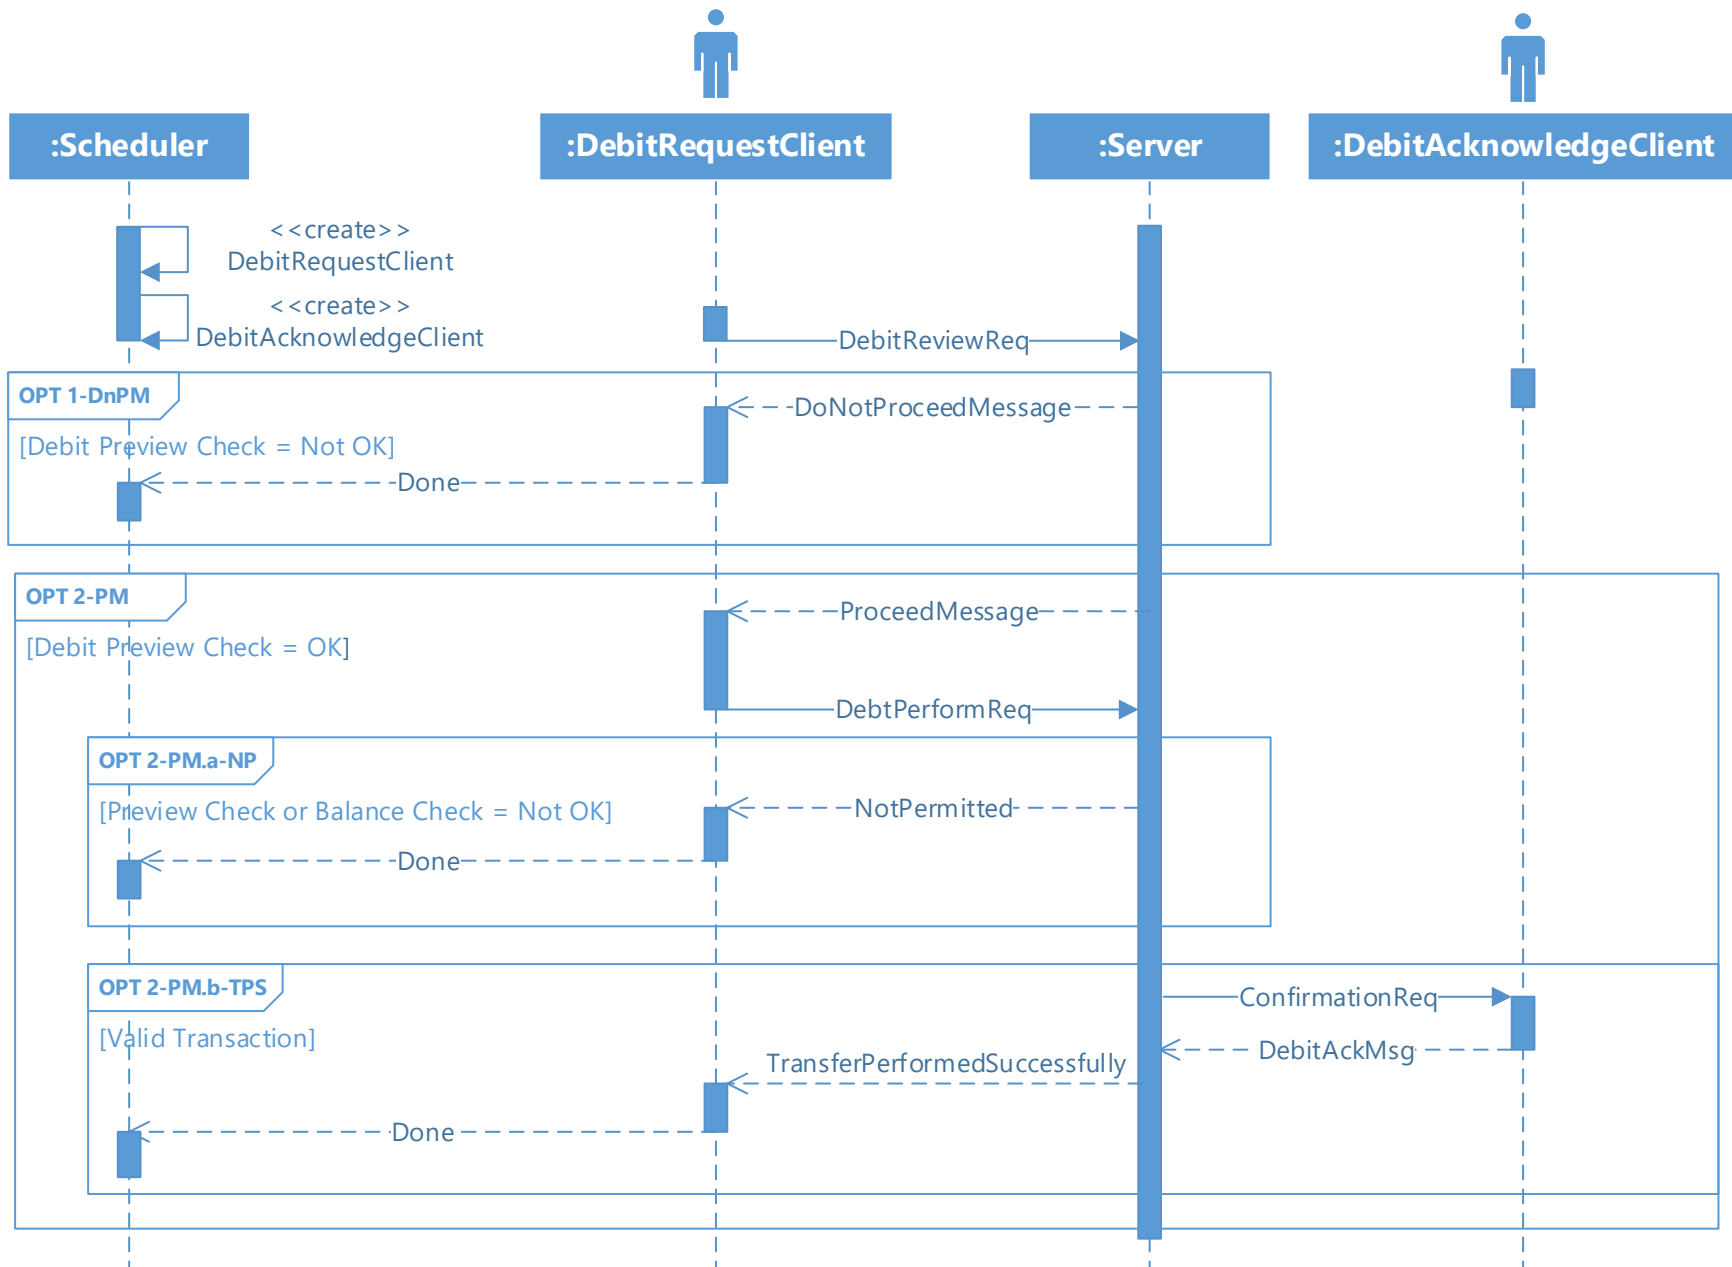 :Scheduler
:DebitRequestClient
:Server
:DebitAcknowledgeClient
<<create>>
DebitRequestClient
<<create>>
DebitAcknowledgeClient
DebitReviewReq
OPT 1-DnPM
DoNotProceedMessage
[Debit Preview Check = Not OK]
Done
OPT 2-PM
ProceedMessage
[Debit Preview Check = OK]
DebtPerformReq
OPT 2-PM.a-NP
[Preview Check or Balance Check = Not OK]
NotPermitted
Done
OPT 2-PM.b-TPS
ConfirmationReq
[Valid Transaction]
DebitAckMsg
TransferPerformedSuccessfully
Done